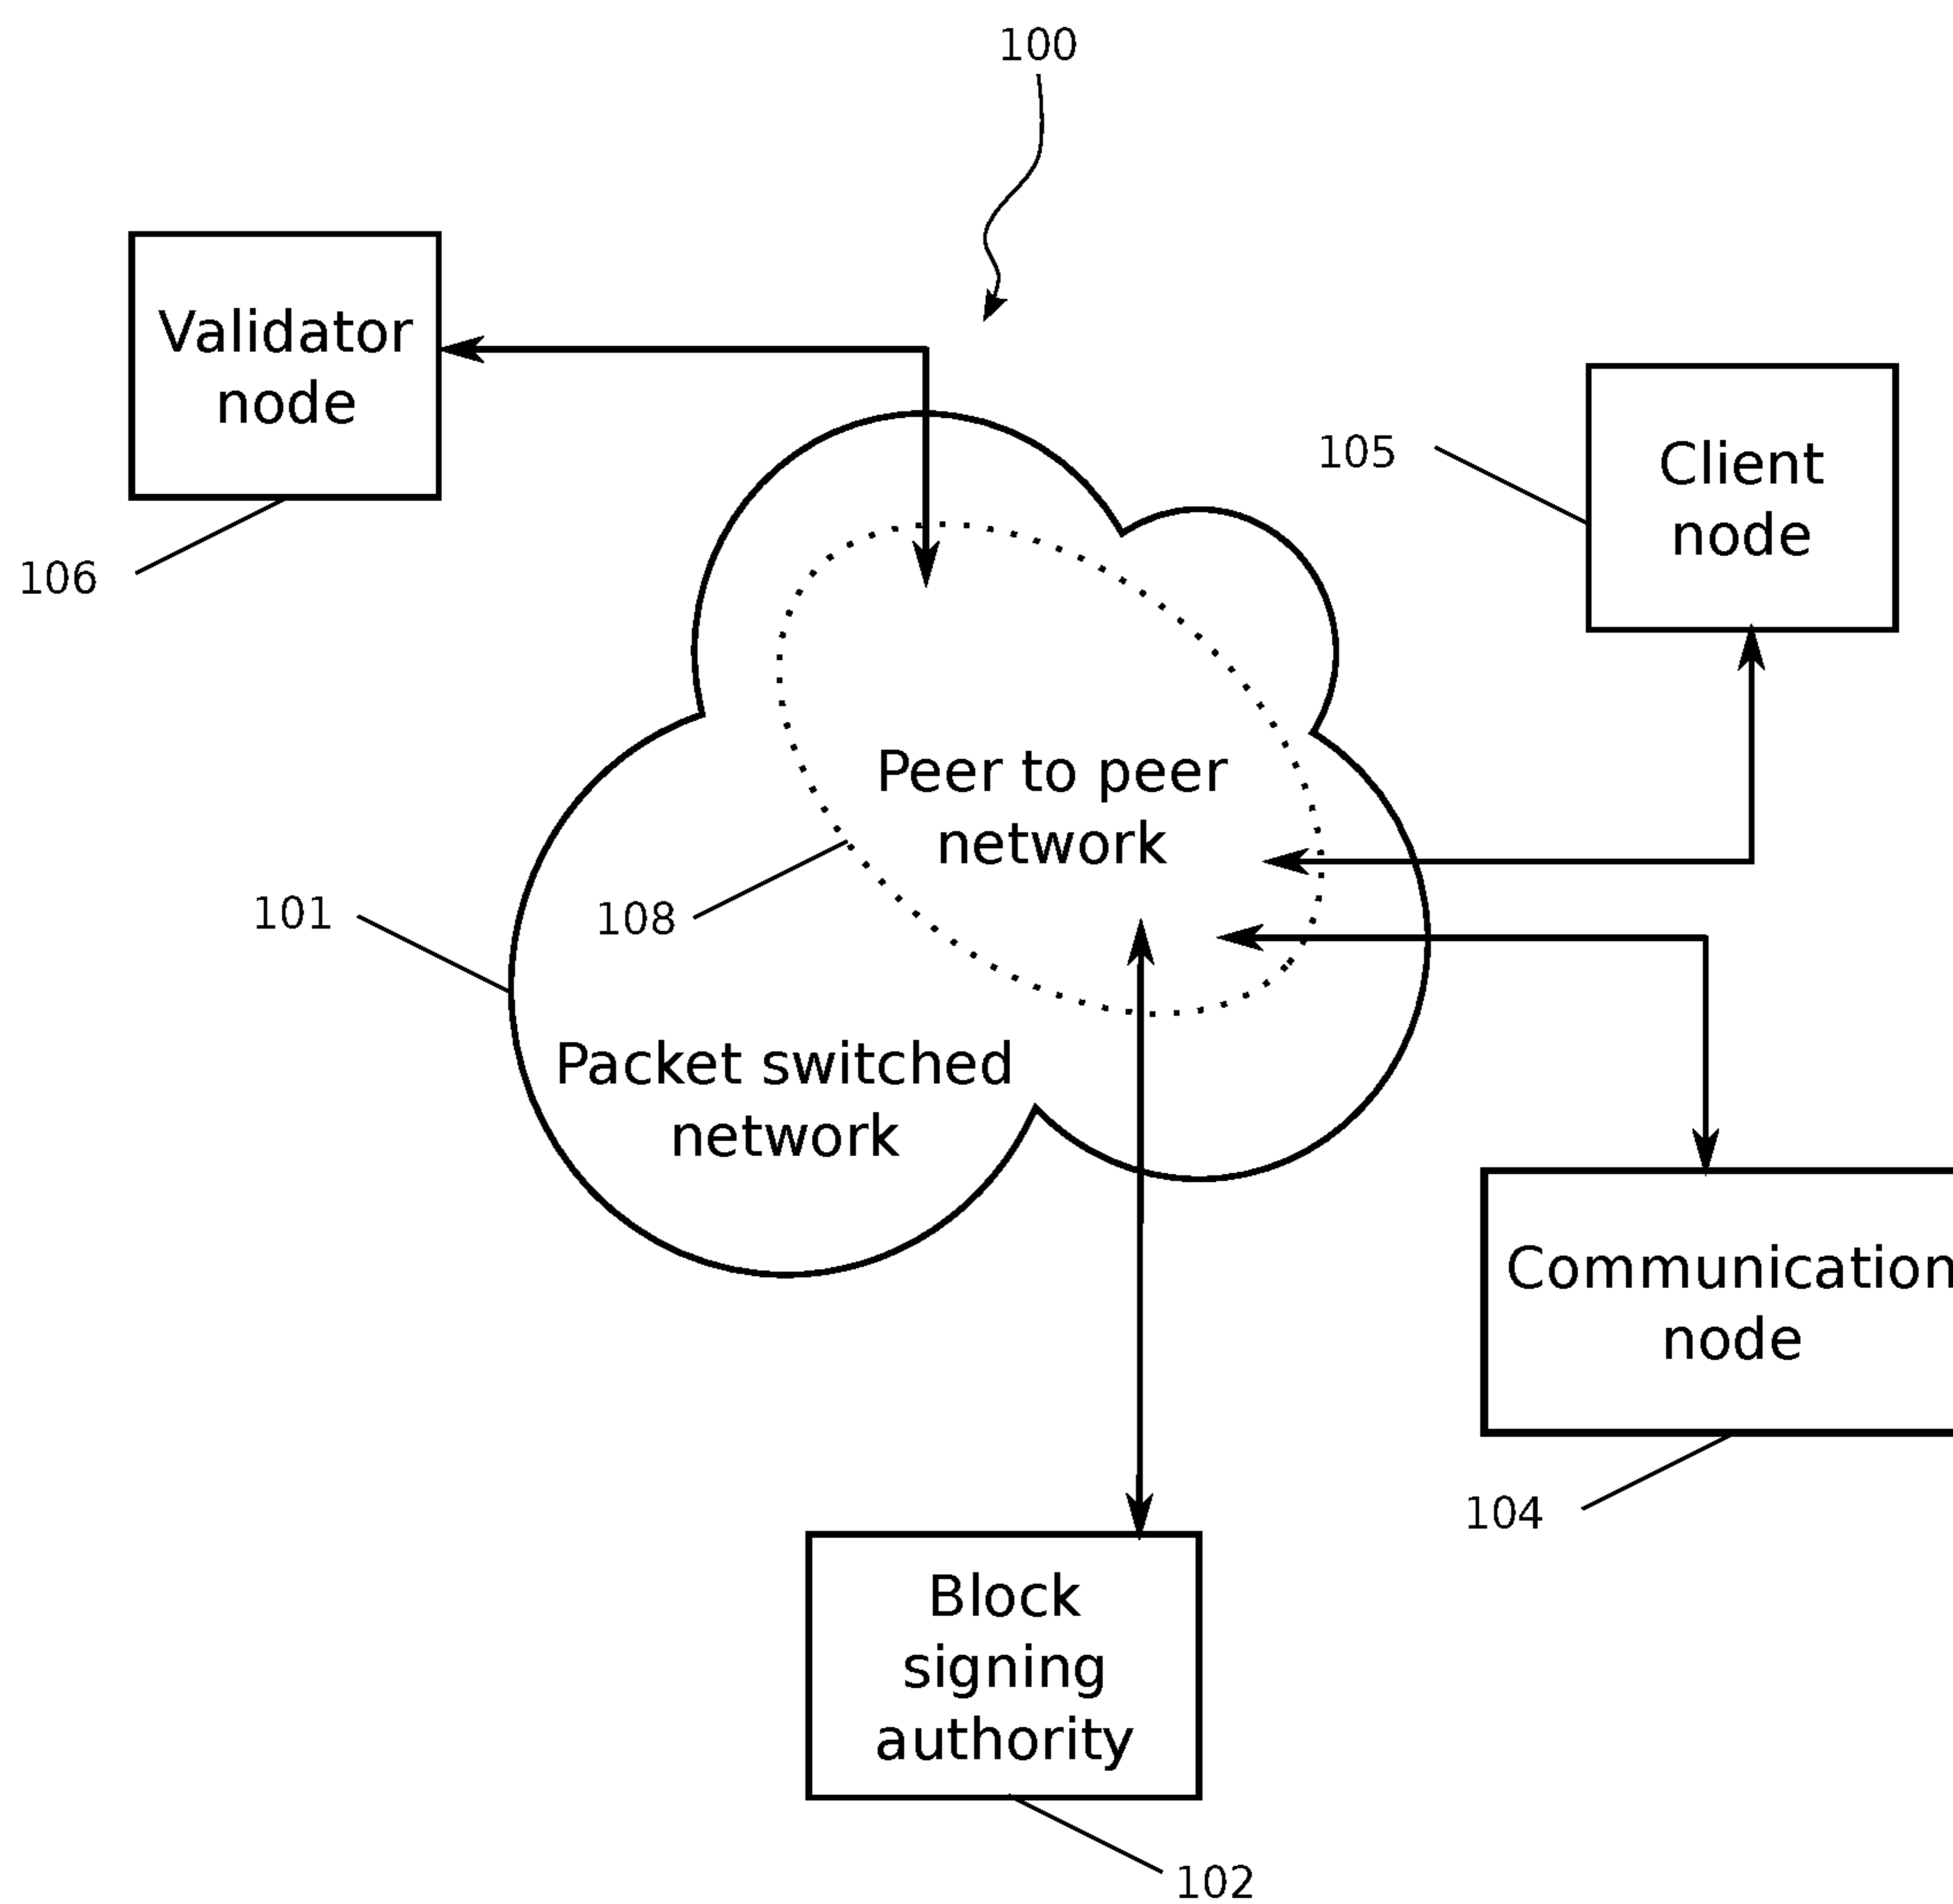 100
Validator
node
106
105
Client
node
Peer to peer
network
101
108
Packet switched
network
Communication
node
104
Block
signing
authority
102